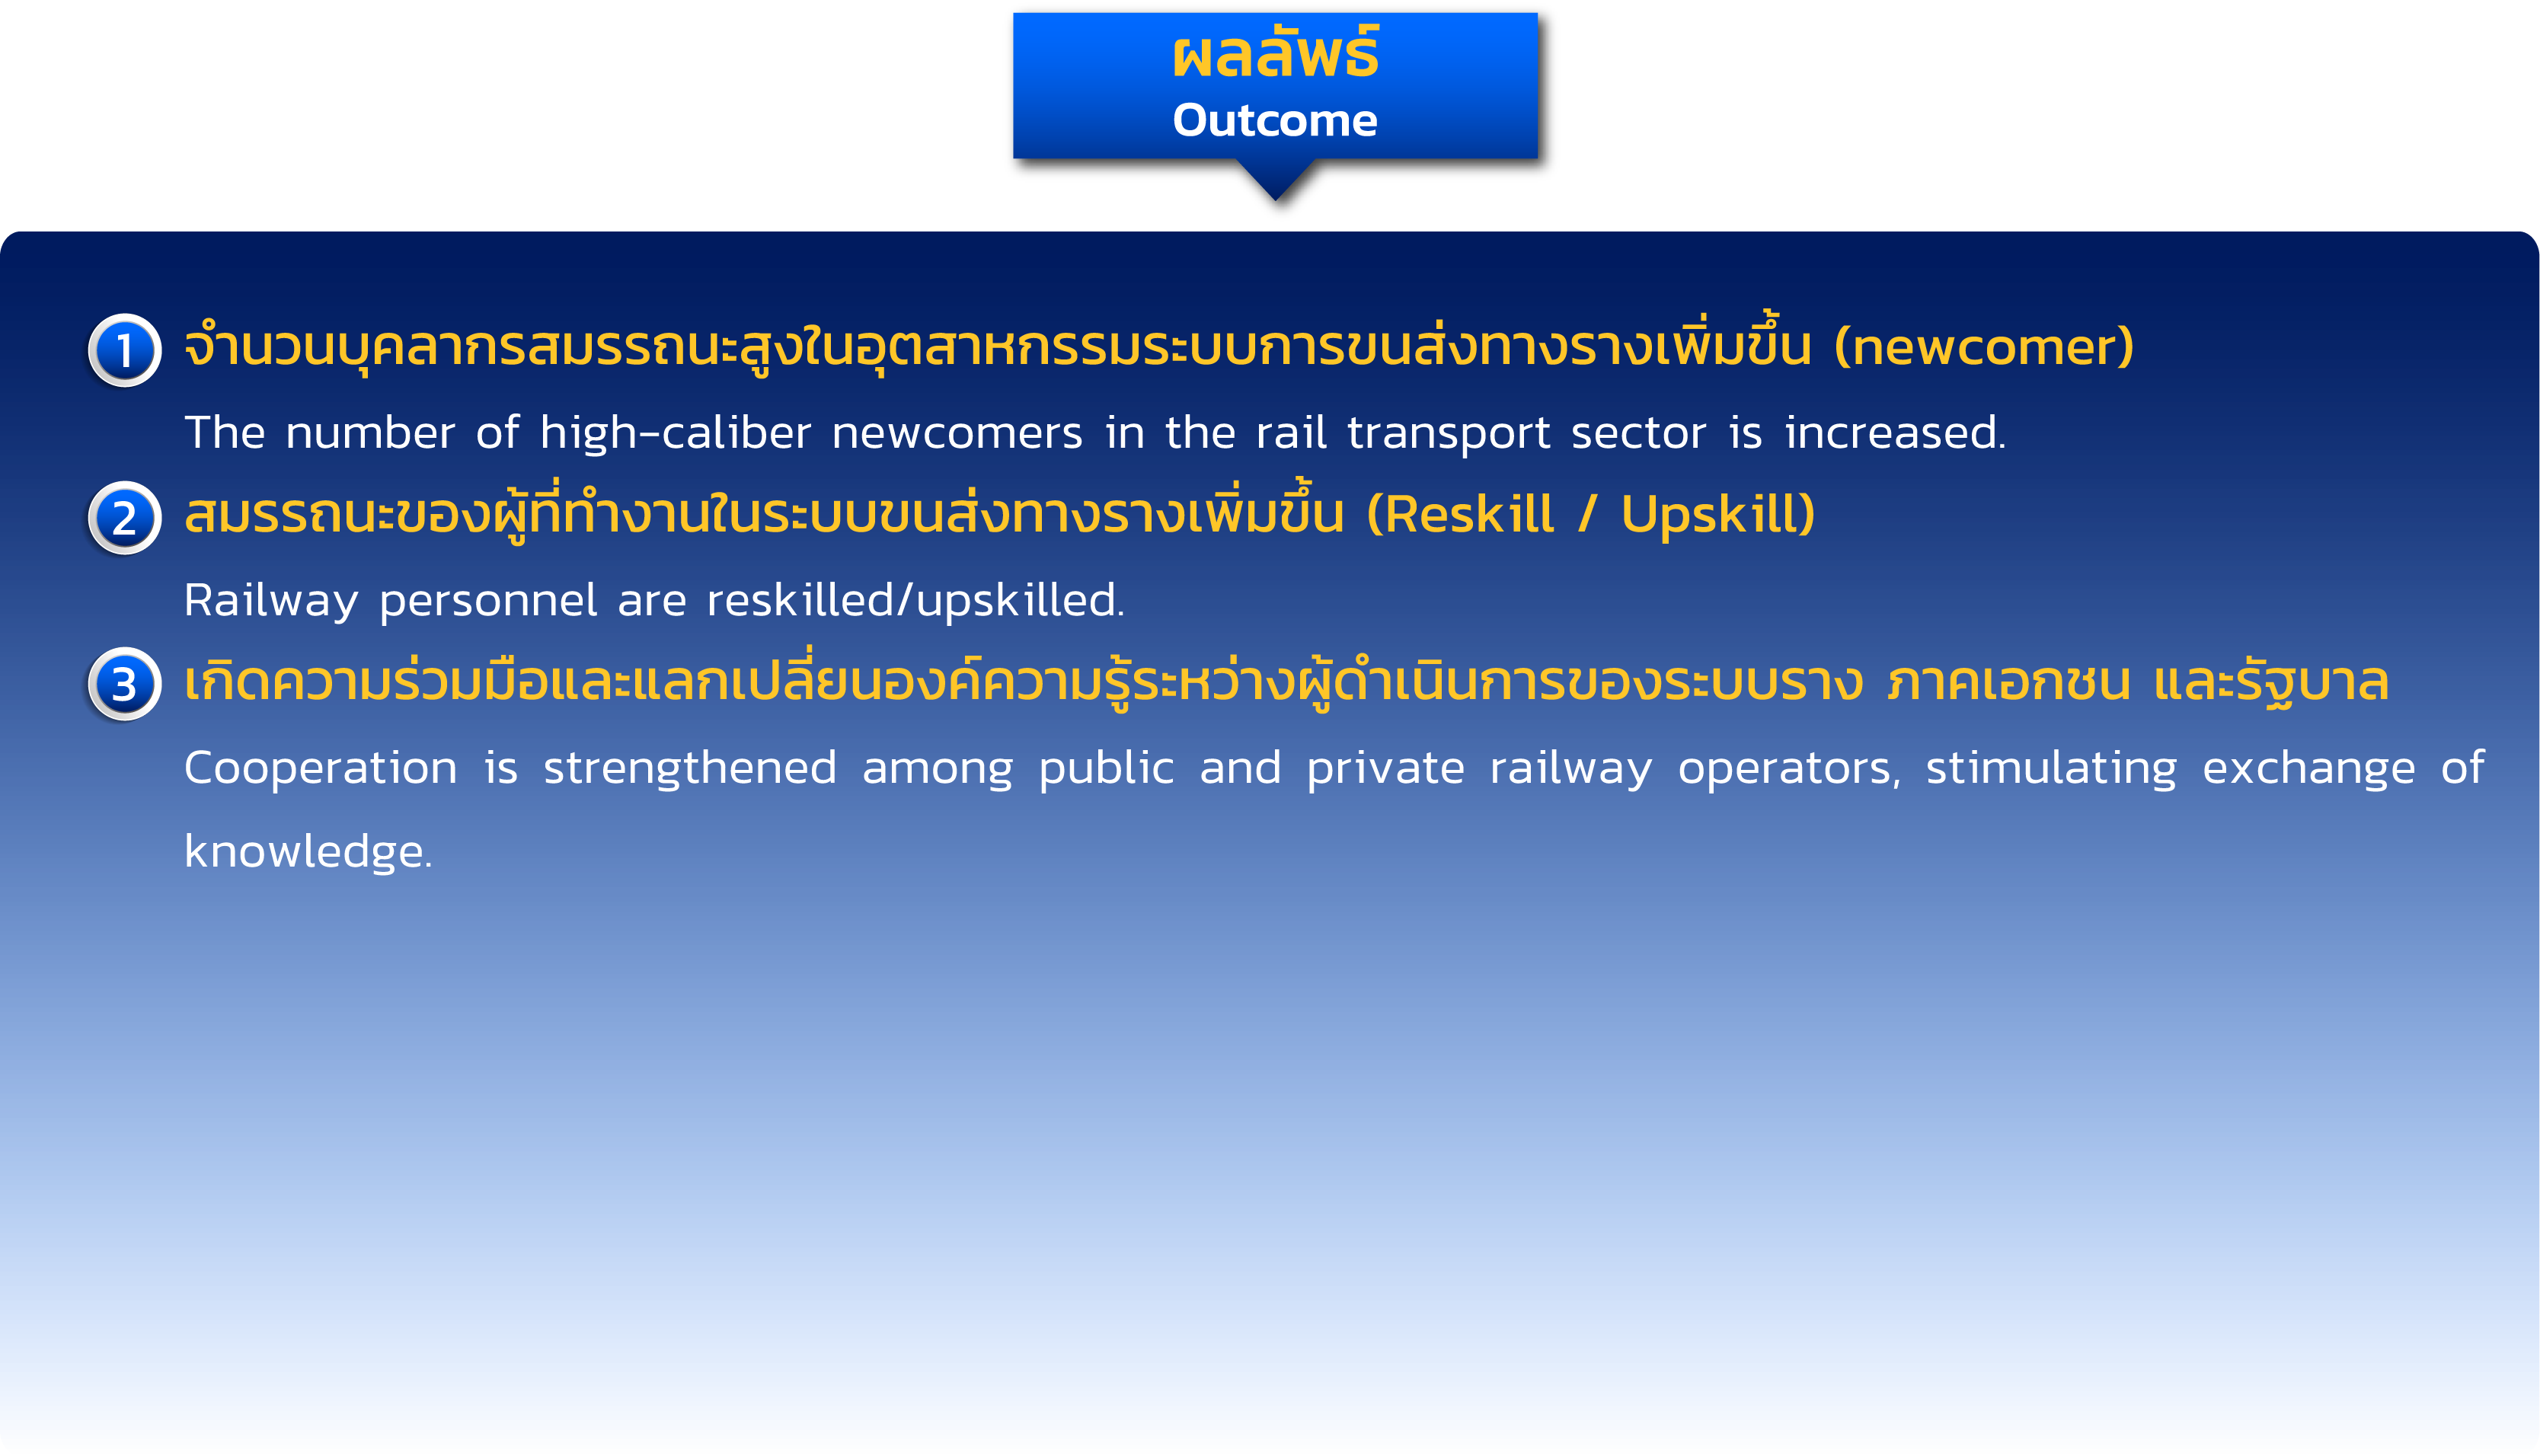 ผลลัพธ์
Outcome
1 จำนวนบุคลากรสมรรถนะสูงในอุตสาหกรรมระบบการขนส่งทางรางเพิ่มขึ้น (newcomer)
The number of high-caliber newcomers in the rail transport sector is increased.
2 สมรรถนะของผู้ที่ทำงานในระบบขนส่งทางรางเพิ่มขึ้น (Reskill / Upskill)
Railway personnel are reskilled/upskilled.
3 เกิดความร่วมมือและแลกเปลี่ยนองค์ความรู้ระหว่างผู้ดำเนินการของระบบราง ภาคเอกชน และรัฐบาล
Cooperation is strengthened among public and private railway operators, stimulating exchange of
knowledge.